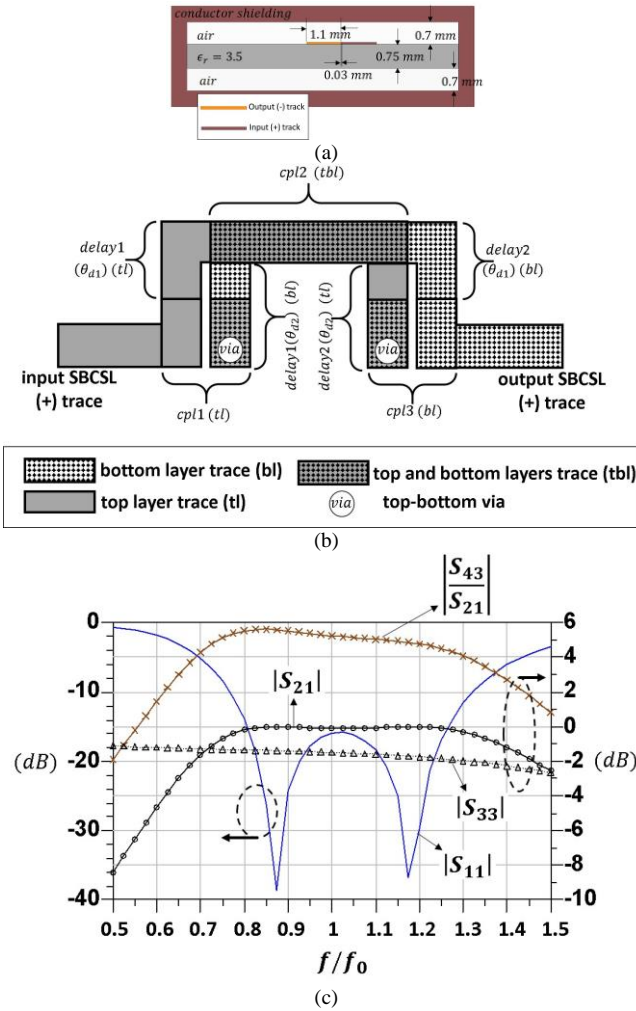 conductor shielding
air
1.1 mm
0.7 mm
ϵr = 3.5
0.75 mm
air
0.03 mm
0.7 mm
Output (-) track
Input (+) track
(a)
cpl2 (tbl)
delay1
(θd1) (tl)
delay2
(θd1) (bl)
delay1(θd2) (bl)
delay2(θd2) (tl)
via
via
input SBCSL
(+) trace
output SBCSL
(+) trace
cpl1 (tl)
cpl3 (bl)
bottom layer trace (bl)
top and bottom layers trace (tbl)
top layer trace (tl)
via
top-bottom via
(b)
|S43/S21|
0
6
-10
4
|S21|
2
(dB)
-20
0
(dB)
-2
|S33|
-30
-4
-6
|S11|
-8
-40
-10
0.5 0.6 0.7 0.8 0.9 1 1.1 1.2 1.3 1.4 1.5
f/f0
(c)